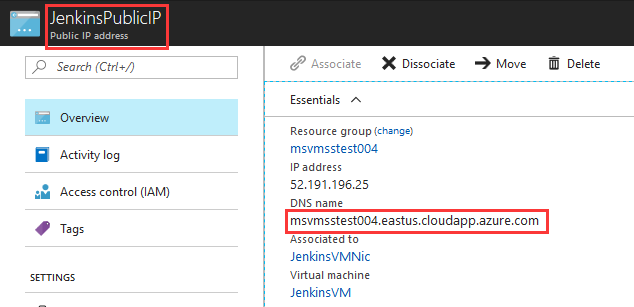 JenkinsPublicIP
Public IP address
Search (Ctrl+/)
Overview
Activity log
Access control (IAM)
Tags
SETTINGS
Associate Dissociate Move Delete
Essentials
Resource group (change)
msvmsstest004
IP address
52.191.196.25
DNS name
msvmsstest004.eastus.cloudapp.azure.com
Associated to
JenkinsVMNic
Virtual machine
JenkinsVM